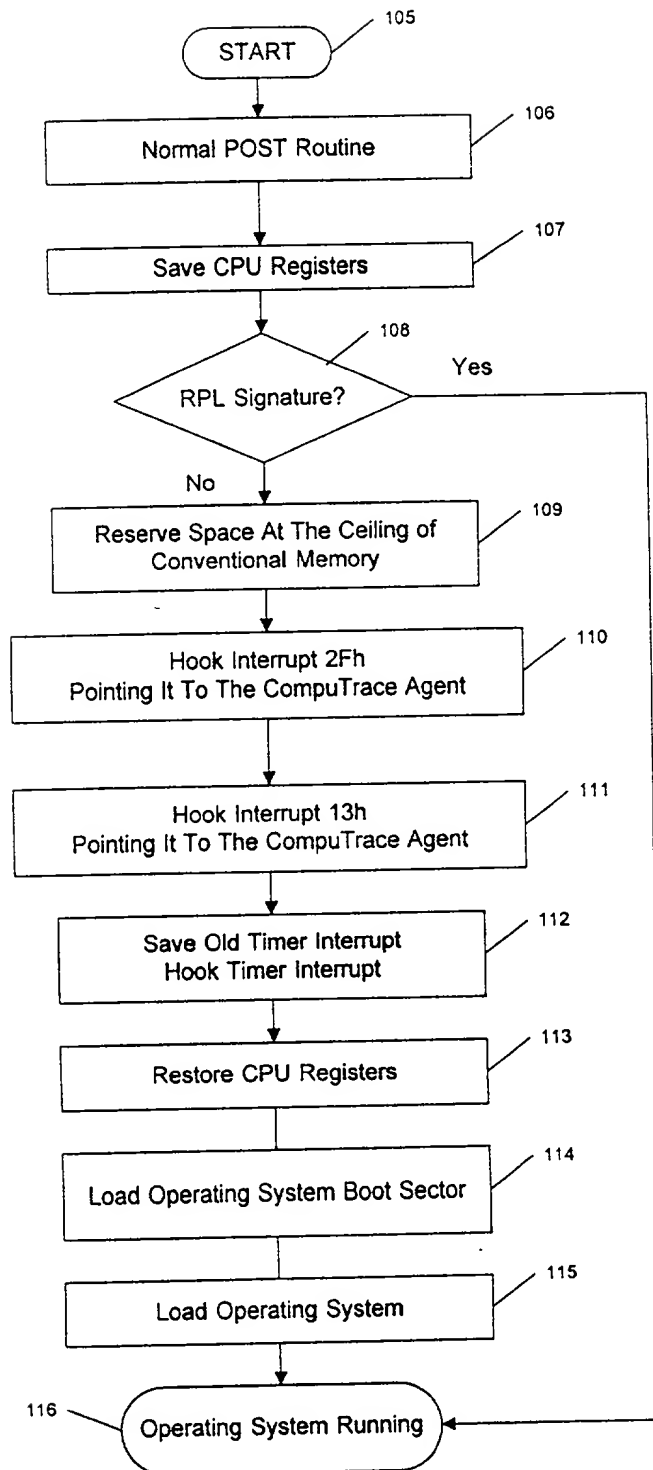 105
START
106
Normal POST Routine
107
Save CPU Registers
108
Yes
RPL Signature?
No
109
Reserve Space At The Ceiling of
Conventional Memory
110
Hook Interrupt 2Fh
Pointing It To The CompuTrace Agent
111
Hook Interrupt 13h
Pointing It To The CompuTrace Agent
112
Save Old Timer Interrupt
Hook Timer Interrupt
113
Restore CPU Registers
114
Load Operating System Boot Sector
115
Load Operating System
116
Operating System Running